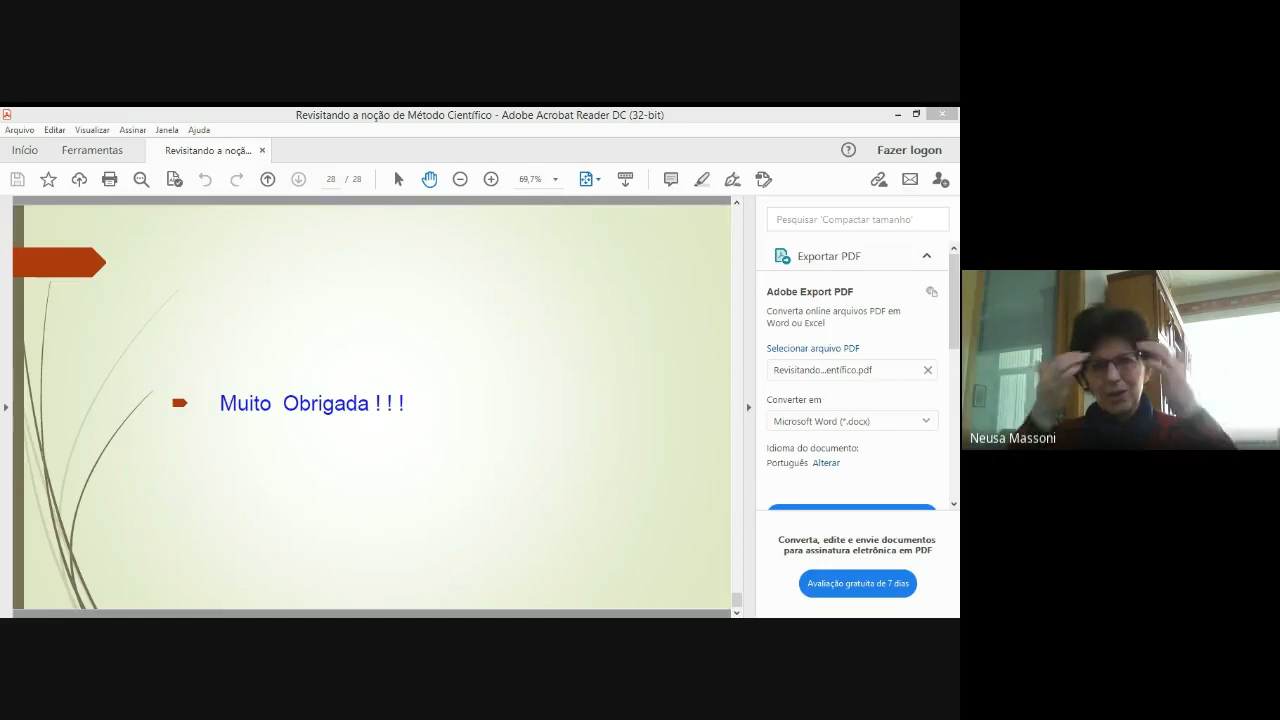 Revisitando a noção de Método Científico - Adobe Acrobat Reader DC (32-bit)
Arquivo Editar Visualizar Assinar Janela Ajuda
Início Ferramentas Revisitando a noçã... Fazer logon
28 / 28 69,7%
Pesquisar 'Compactar tamanho'
Exportar PDF
Adobe Export PDF
Converta online arquivos PDF em
Word ou Excel
Selecionar arquivo PDF
Revisitando...entífico.pdf
Converter em
Microsoft Word (*.docx)
Idioma do documento:
Português Alterar
Converta, edite e envie documentos
para assinatura eletrônica em PDF
Avaliação gratuita de 7 dias
Muito Obrigada ! ! !
Neusa Massoni